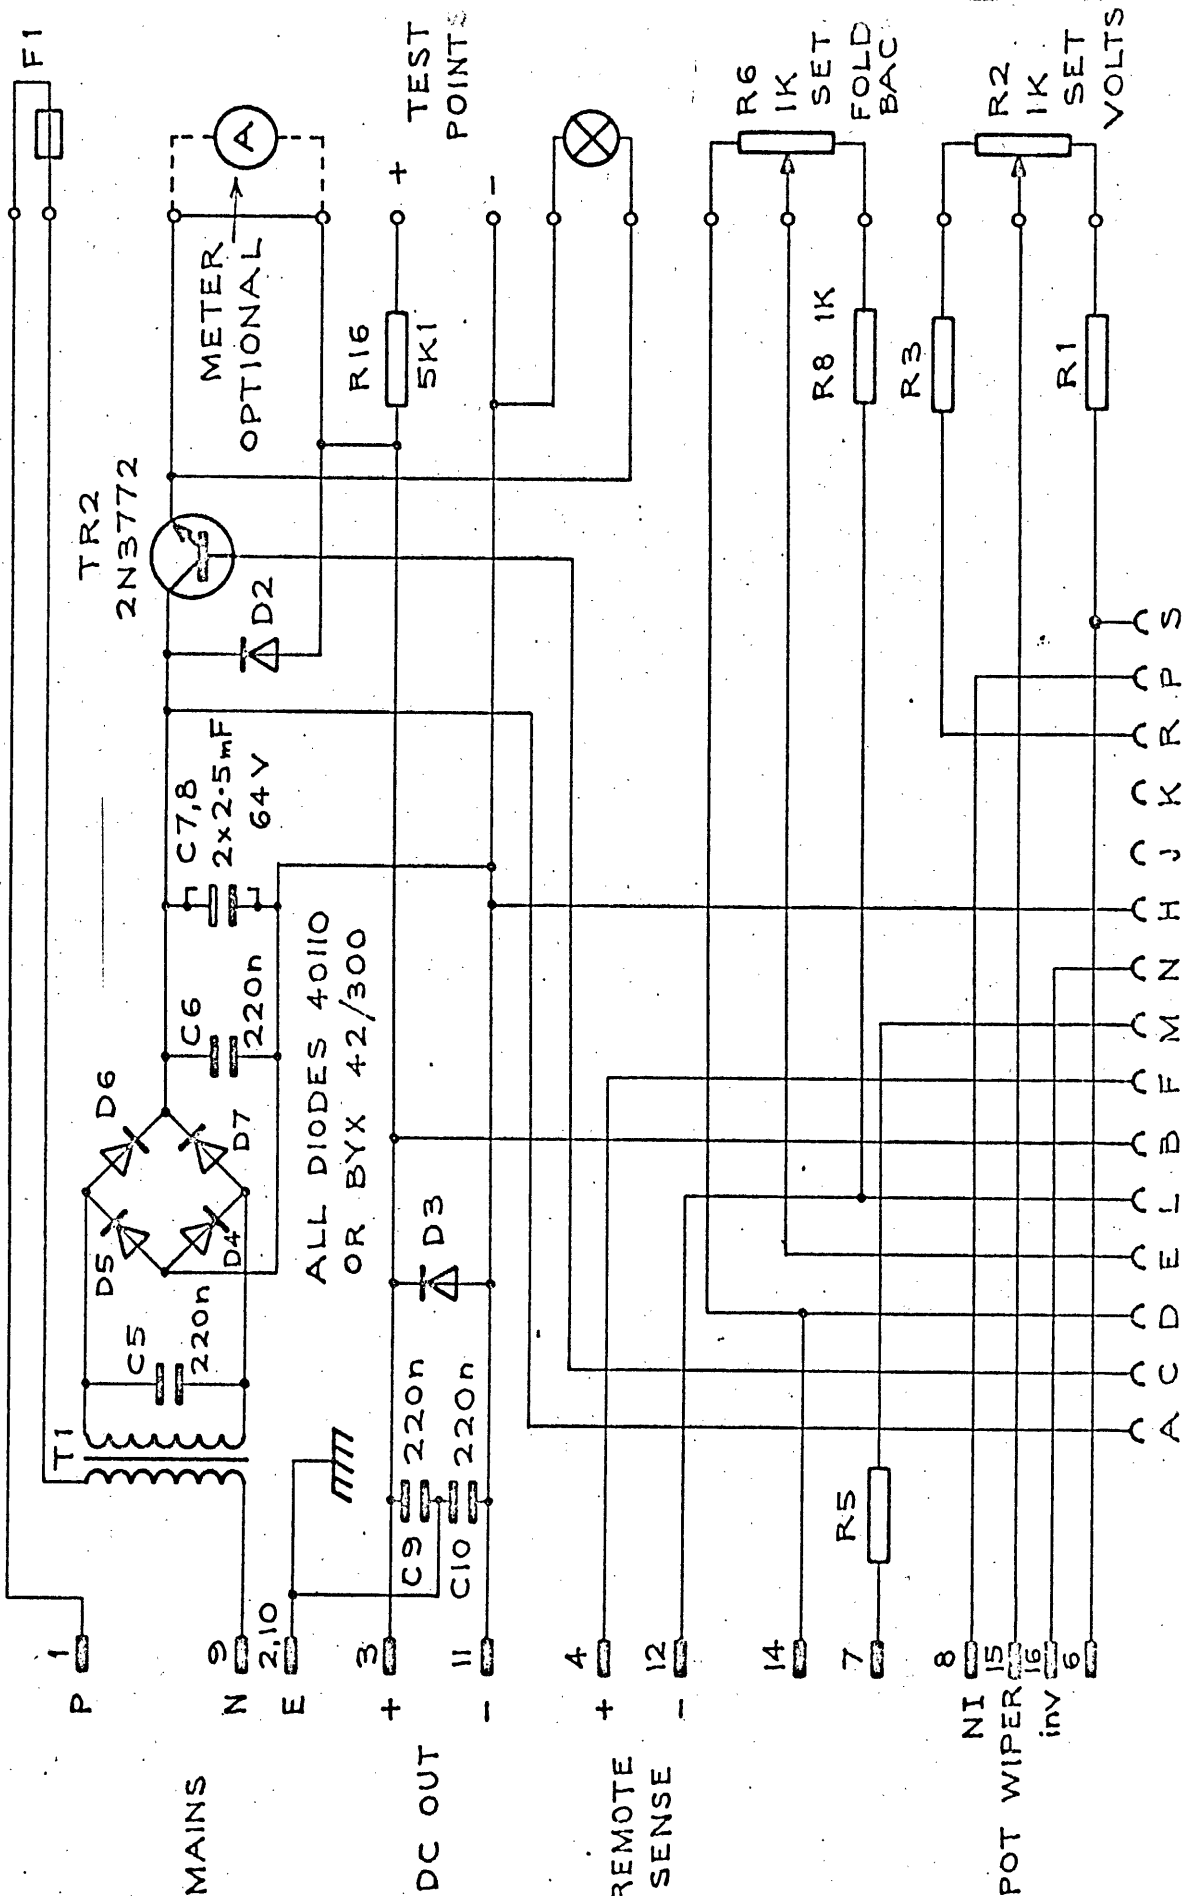 F1
METER
OPTIONAL
A
TR2
2N3772
D2
C7,8
2x2·5mF
64V
C6
220n
D6
D7
D5
D4
C5
220n
T1
ALL DIODES 40110
OR BYX 42/300
R16
5K1
+
-
TEST
POINTS
D3
C9
220n
C10
220n
R6
1K
SET
FOLD
BAC
R8 1K
R2
1K
SET
VOLTS
R3
R1
R5
MAINS
P
1
N
9
E
2,10
DC OUT
+
3
-
11
REMOTE
SENSE
+
4
-
12
14
7
NI
8
POT WIPER
15
inv
16
6
A
C
D
E
L
B
F
M
N
H
J
K
R
P
S